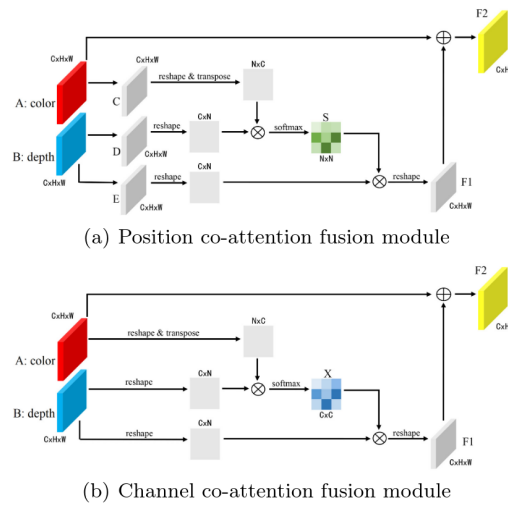 F2
CxHxW
CxHxW
NxC
reshape & transpose
CxH
A: color
C
reshape
CxN
softmax
S
B: depth
D
CxHxW
NxN
CxHxW
reshape
CxN
reshape
F1
E
CxHxW
CxHxW
(a) Position co-attention fusion module
F2
CxHxW
NxC
reshape & transpose
CxH
A: color
reshape
CxN
softmax
X
B: depth
CxC
CxHxW
reshape
CxN
reshape
F1
CxHxW
(b) Channel co-attention fusion module